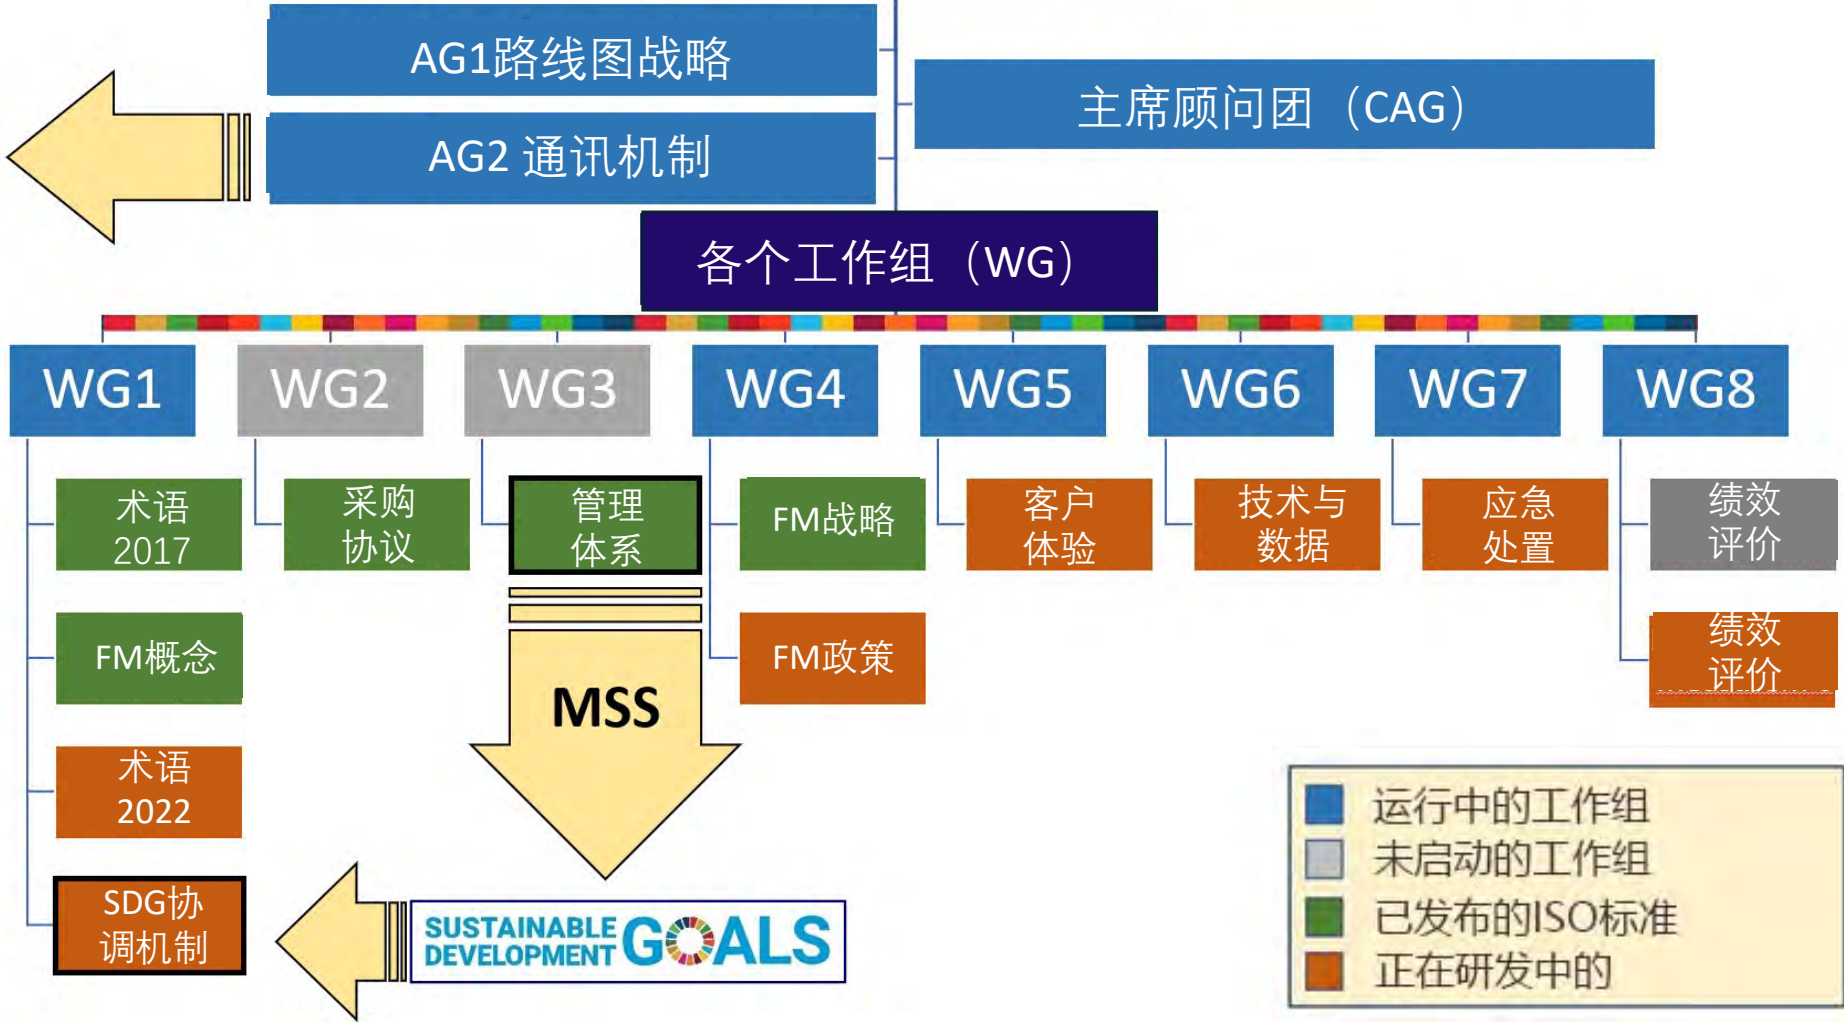 AG1路线图战略
主席顾问团（CAG）
AG2 通讯机制
各个工作组（WG）
WG1
WG2
WG3
WG4
WG5
WG6
WG7
WG8
术语
2017
采购
协议
管理
体系
FM战略
客户
体验
技术与
数据
应急
处置
绩效
评价
FM概念
FM政策
绩效
评价
MSS
术语
2022
SDG协
调机制
SUSTAINABLE
DEVELOPMENT
GOALS
运行中的工作组
未启动的工作组
已发布的ISO标准
正在研发中的